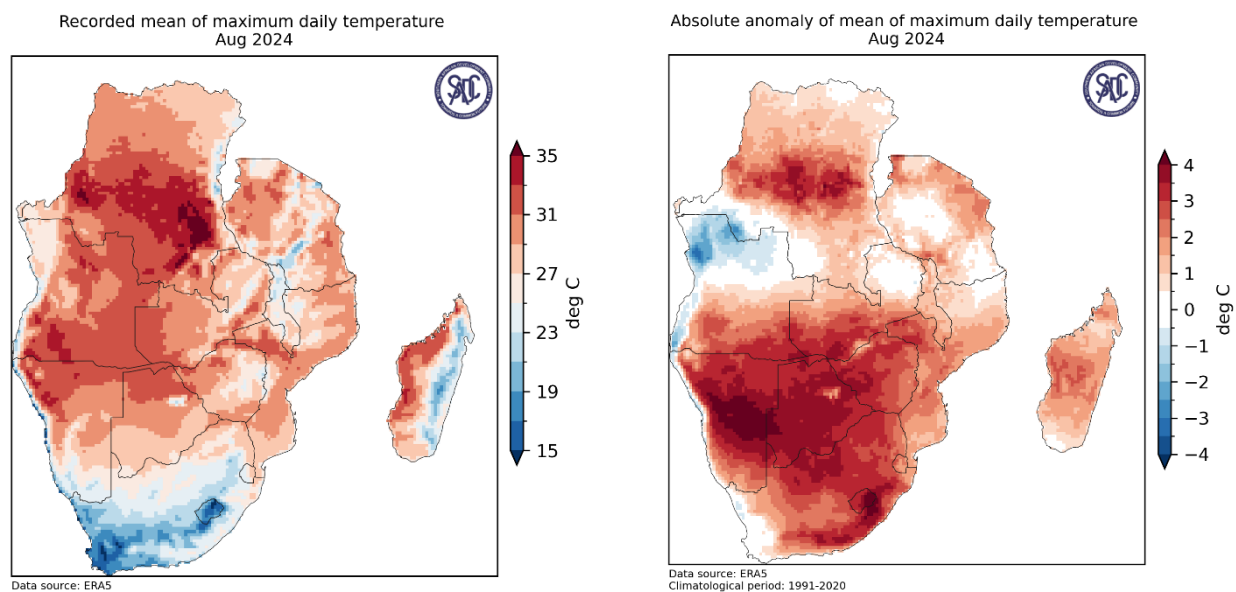 Recorded mean of maximum daily temperature
Aug 2024
SADC
35
31
27
23
19
15
deg C
Data source: ERA5
Absolute anomaly of mean of maximum daily temperature
Aug 2024
SADC
4
3
2
1
0
−1
−2
−3
−4
deg C
Data source: ERA5
Climatological period: 1991-2020